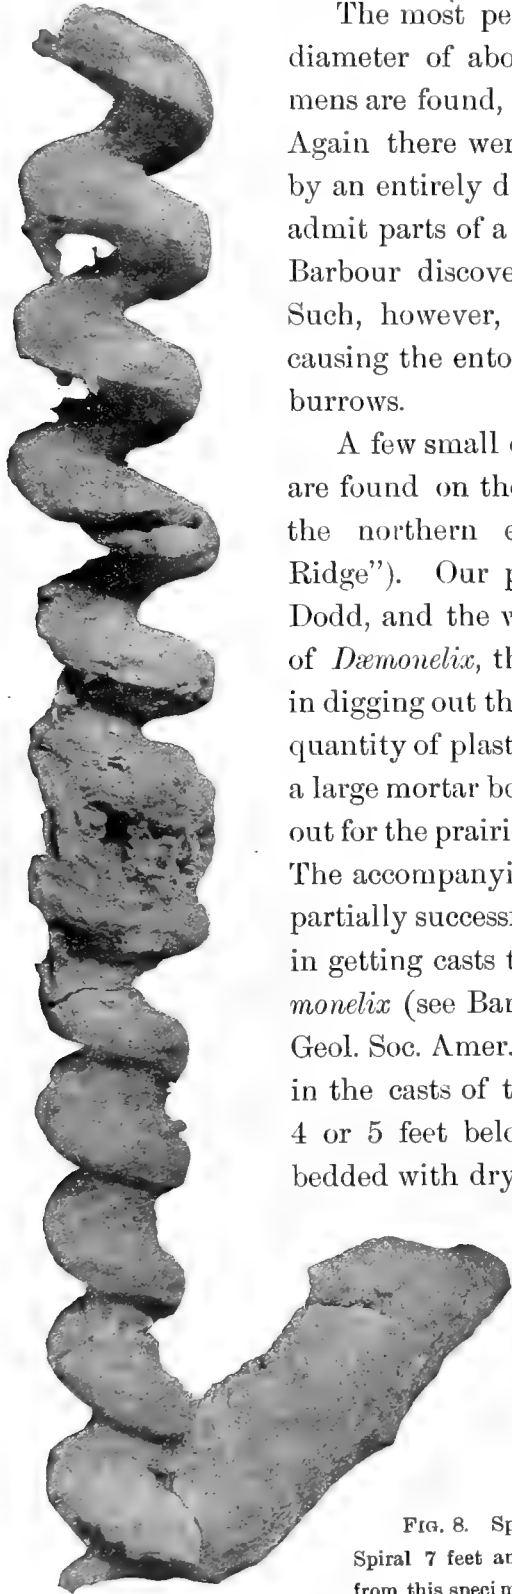 The most pe
diameter of abo
mens are found,
Again there wer
by an entirely d
admit parts of a
Barbour discove
Such, however,
causing the ento
burrows.
A few small
are found on the
the northern e
Ridge”). Our p
Dodd, and the w
of Dæmonelix, th
in digging out th
quantity of plast
a large mortar bo
out for the prairi
The accompanyi
partially success
in getting casts t
monelix (see Bar
Geol. Soc. Amer.
in the casts of t
4 or 5 feet belo
bedded with dry
FIG. 8. Sp
Spiral 7 feet an
from this specim